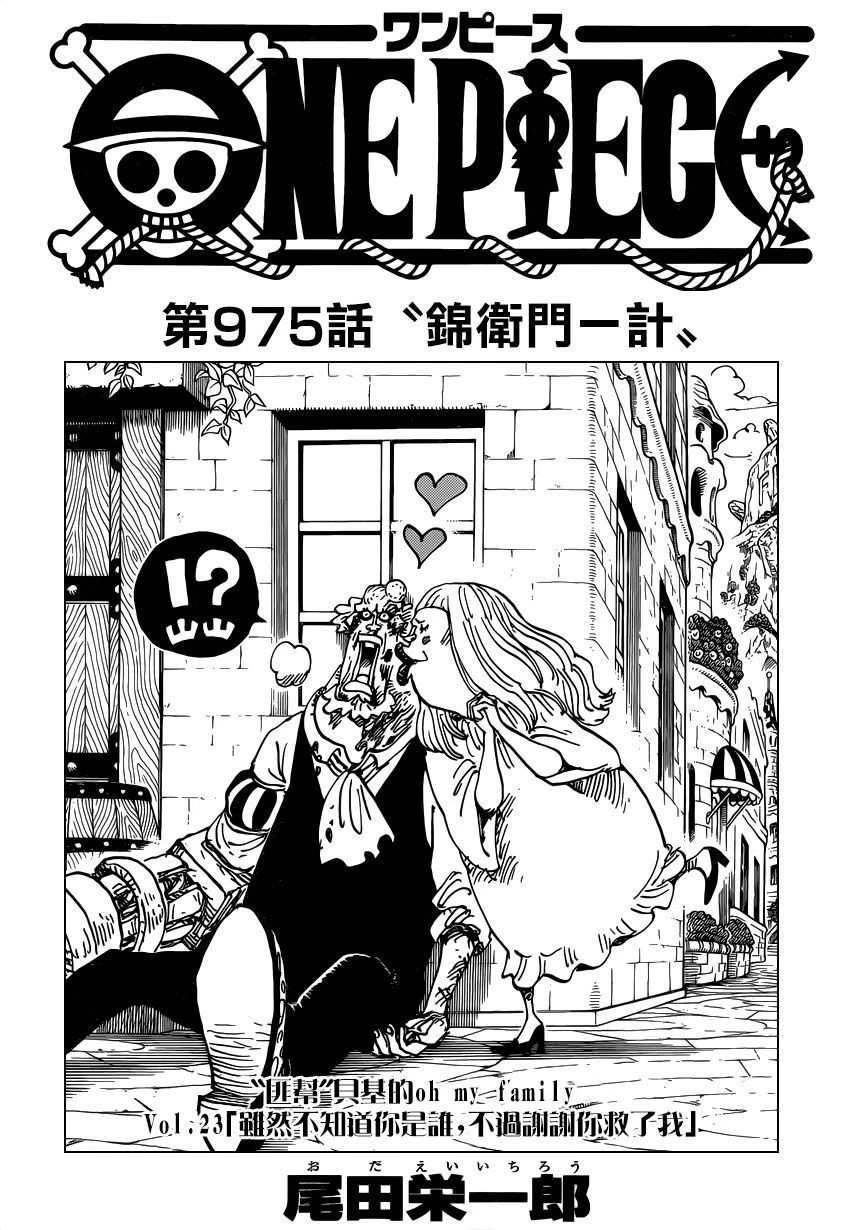 ワンピース
ONE PIECE
第975話〝錦衛門一計〟
!?
〝匪幫〞貝基的oh my family
Vol.23「雖然不知道你是誰,不過謝謝你救了我」
おだえいいちろう
尾田栄一郎